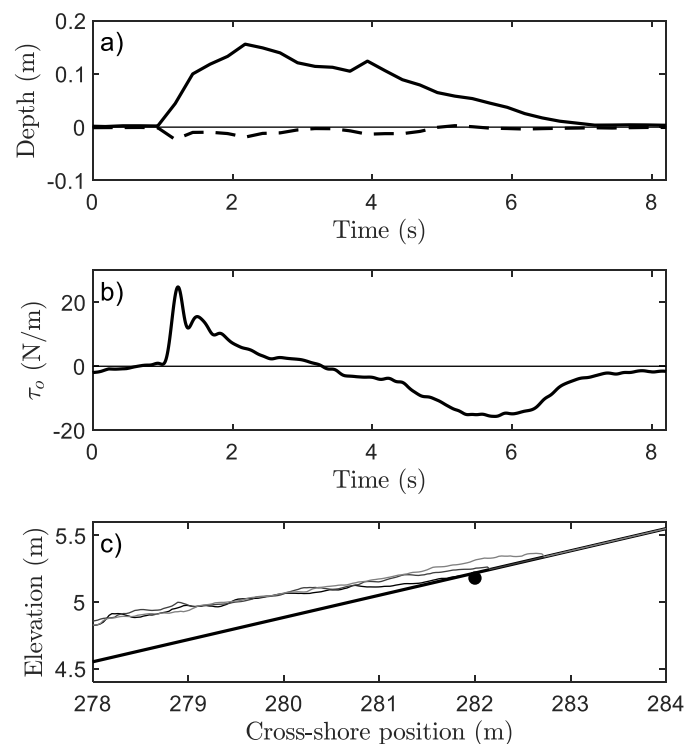 a)
Depth (m)
0.2
0.1
0
-0.1
0 2 4 6 8
Time (s)
b)
τₒ (N/m)
20
0
-20
0 2 4 6 8
Time (s)
c)
Elevation (m)
5.5
5
4.5
278 279 280 281 282 283 284
Cross-shore position (m)